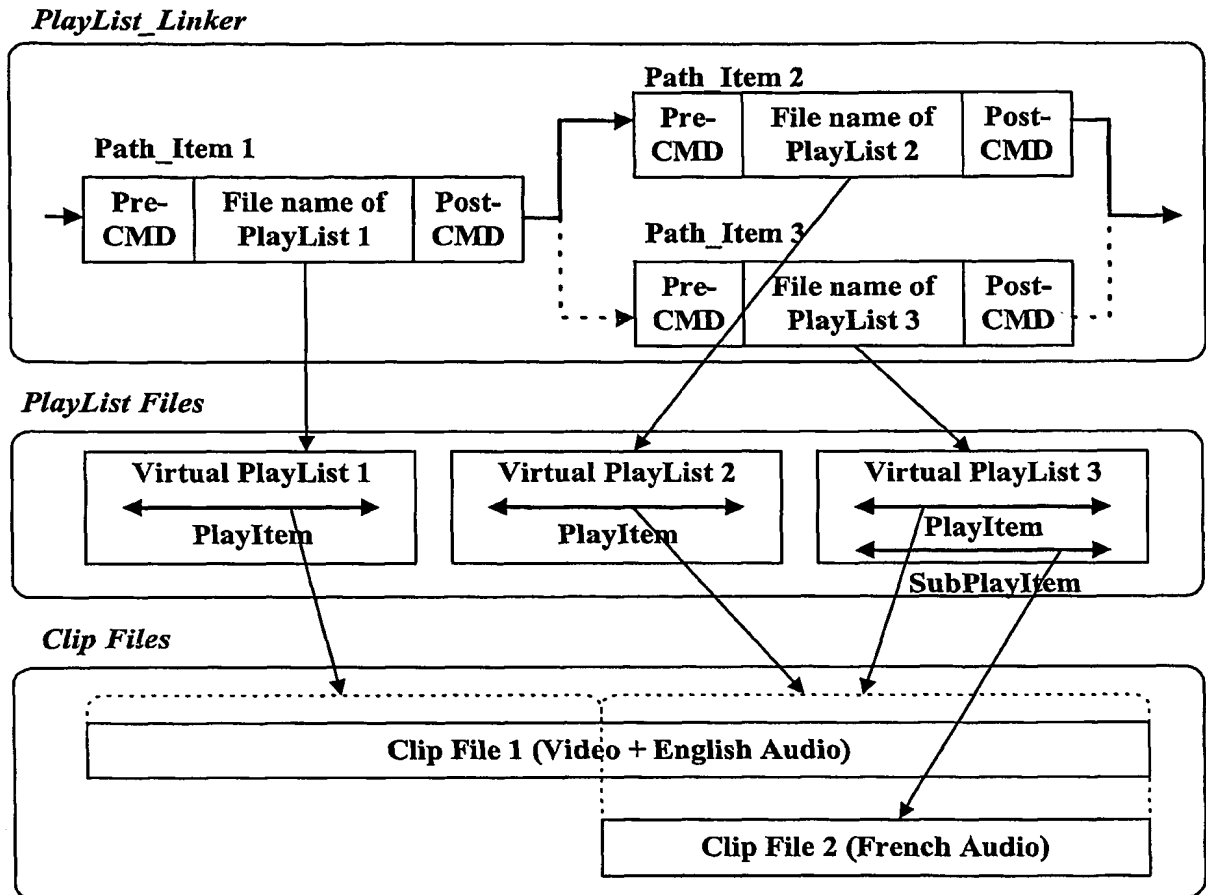 PlayList_Linker
Path_Item 1
Pre-
CMD
File name of
PlayList 1
Post-
CMD
Path_Item 2
Pre-
CMD
File name of
PlayList 2
Post-
CMD
Path_Item 3
Pre-
CMD
File name of
PlayList 3
Post-
CMD
PlayList Files
Virtual PlayList 1
PlayItem
Virtual PlayList 2
PlayItem
Virtual PlayList 3
PlayItem
SubPlayItem
Clip Files
Clip File 1 (Video + English Audio)
Clip File 2 (French Audio)